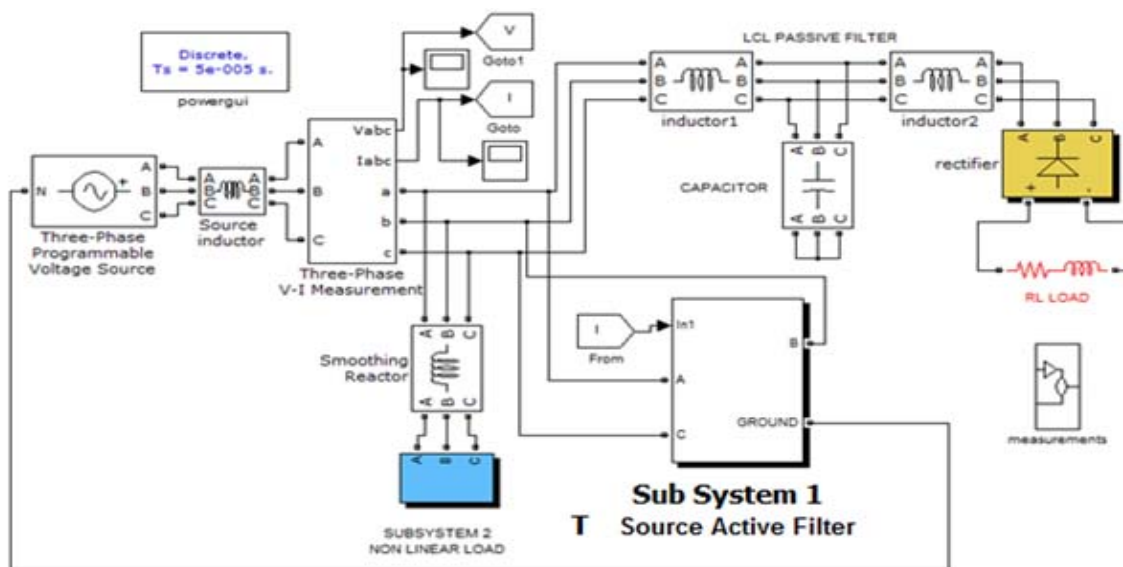 Discrete,
Ts = 5e-005 s.
powergui
V
Goto1
I
Goto
LCL PASSIVE FILTER
A A
B B
C C
inductor1
A A
B B
C C
inductor2
A B C
+ -
rectifier
RL LOAD
A B C
A B C
CAPACITOR
N
A
B
C
+
Three-Phase
Programmable
Voltage Source
A A
B B
C C
Source
inductor
A
B
C
Vabc
Iabc
a
b
c
Three-Phase
V-I Measurement
A B C
A B C
Smoothing
Reactor
A B C
SUBSYSTEM 2
NON LINEAR LOAD
I
From
In1
A
C
B
GROUND
Sub System 1
T Source Active Filter
measurements